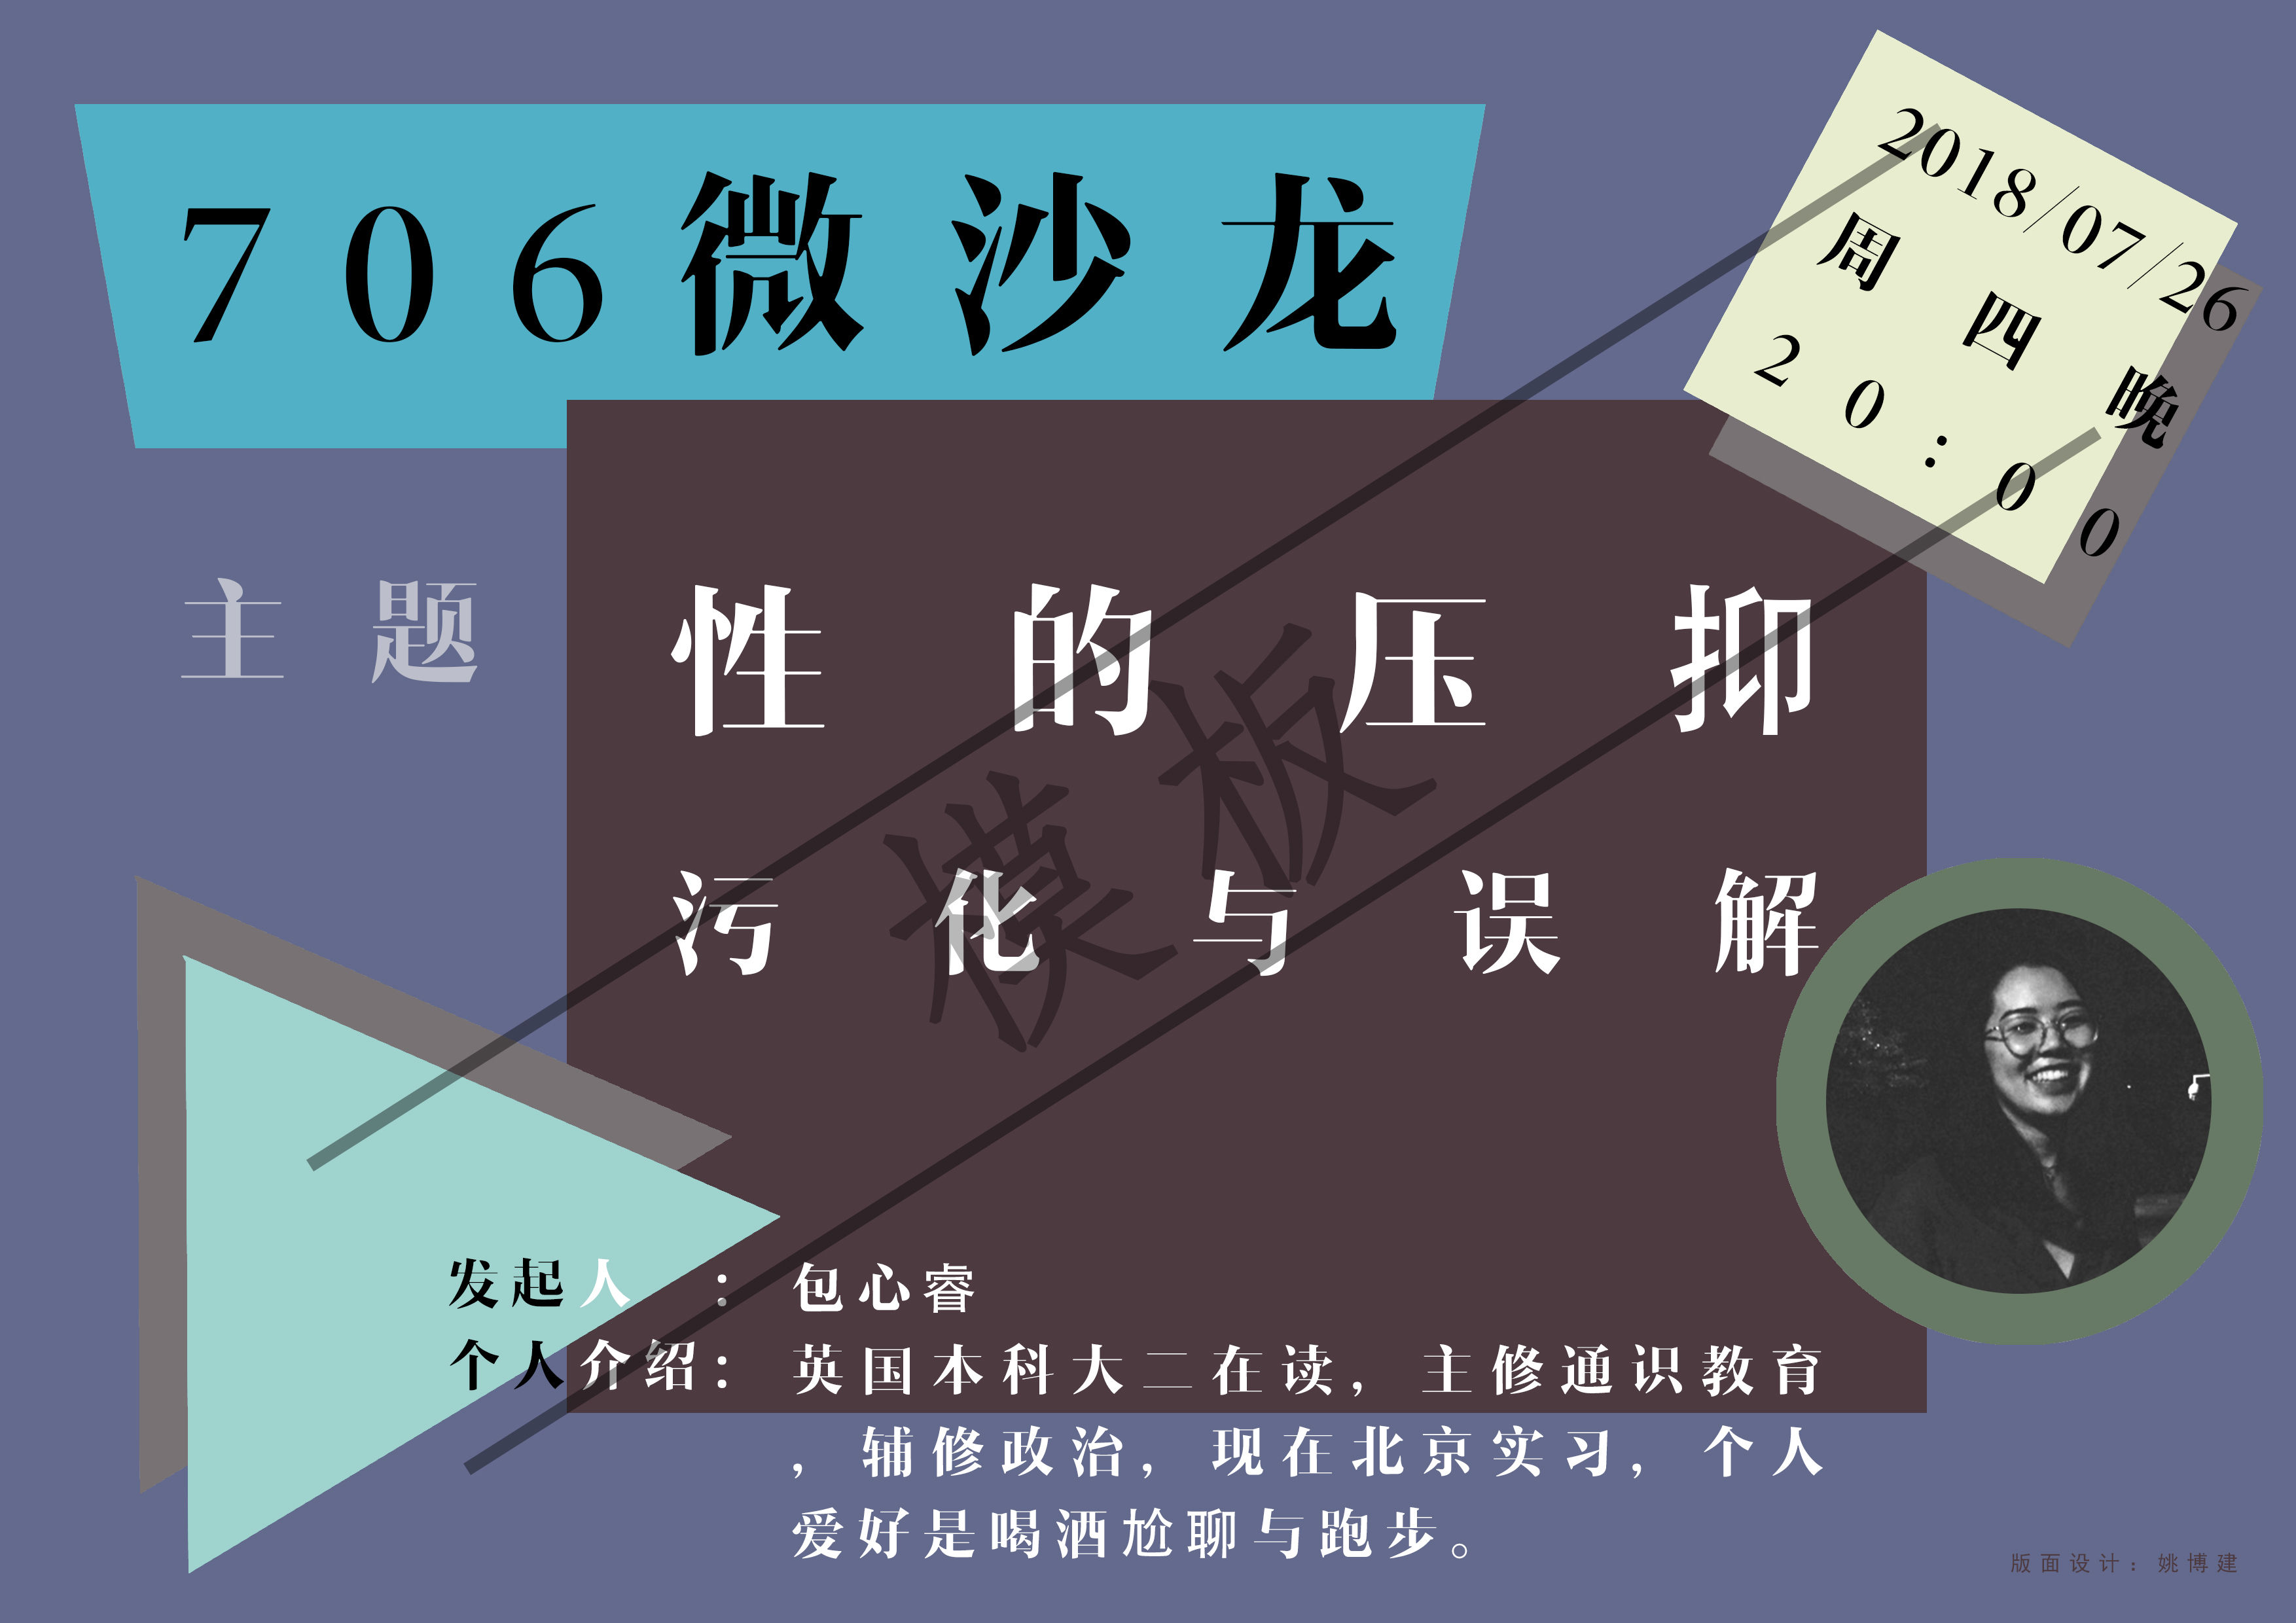 706微沙龙
2018/07/26
周四晚
20:00
主题
性的压抑
污化与误解
模板
发起人：包心睿
个人介绍：英国本科大二在读，主修通识教育
，辅修政治，现在北京实习，个人
爱好是喝酒尬聊与跑步。
版面设计：姚博建